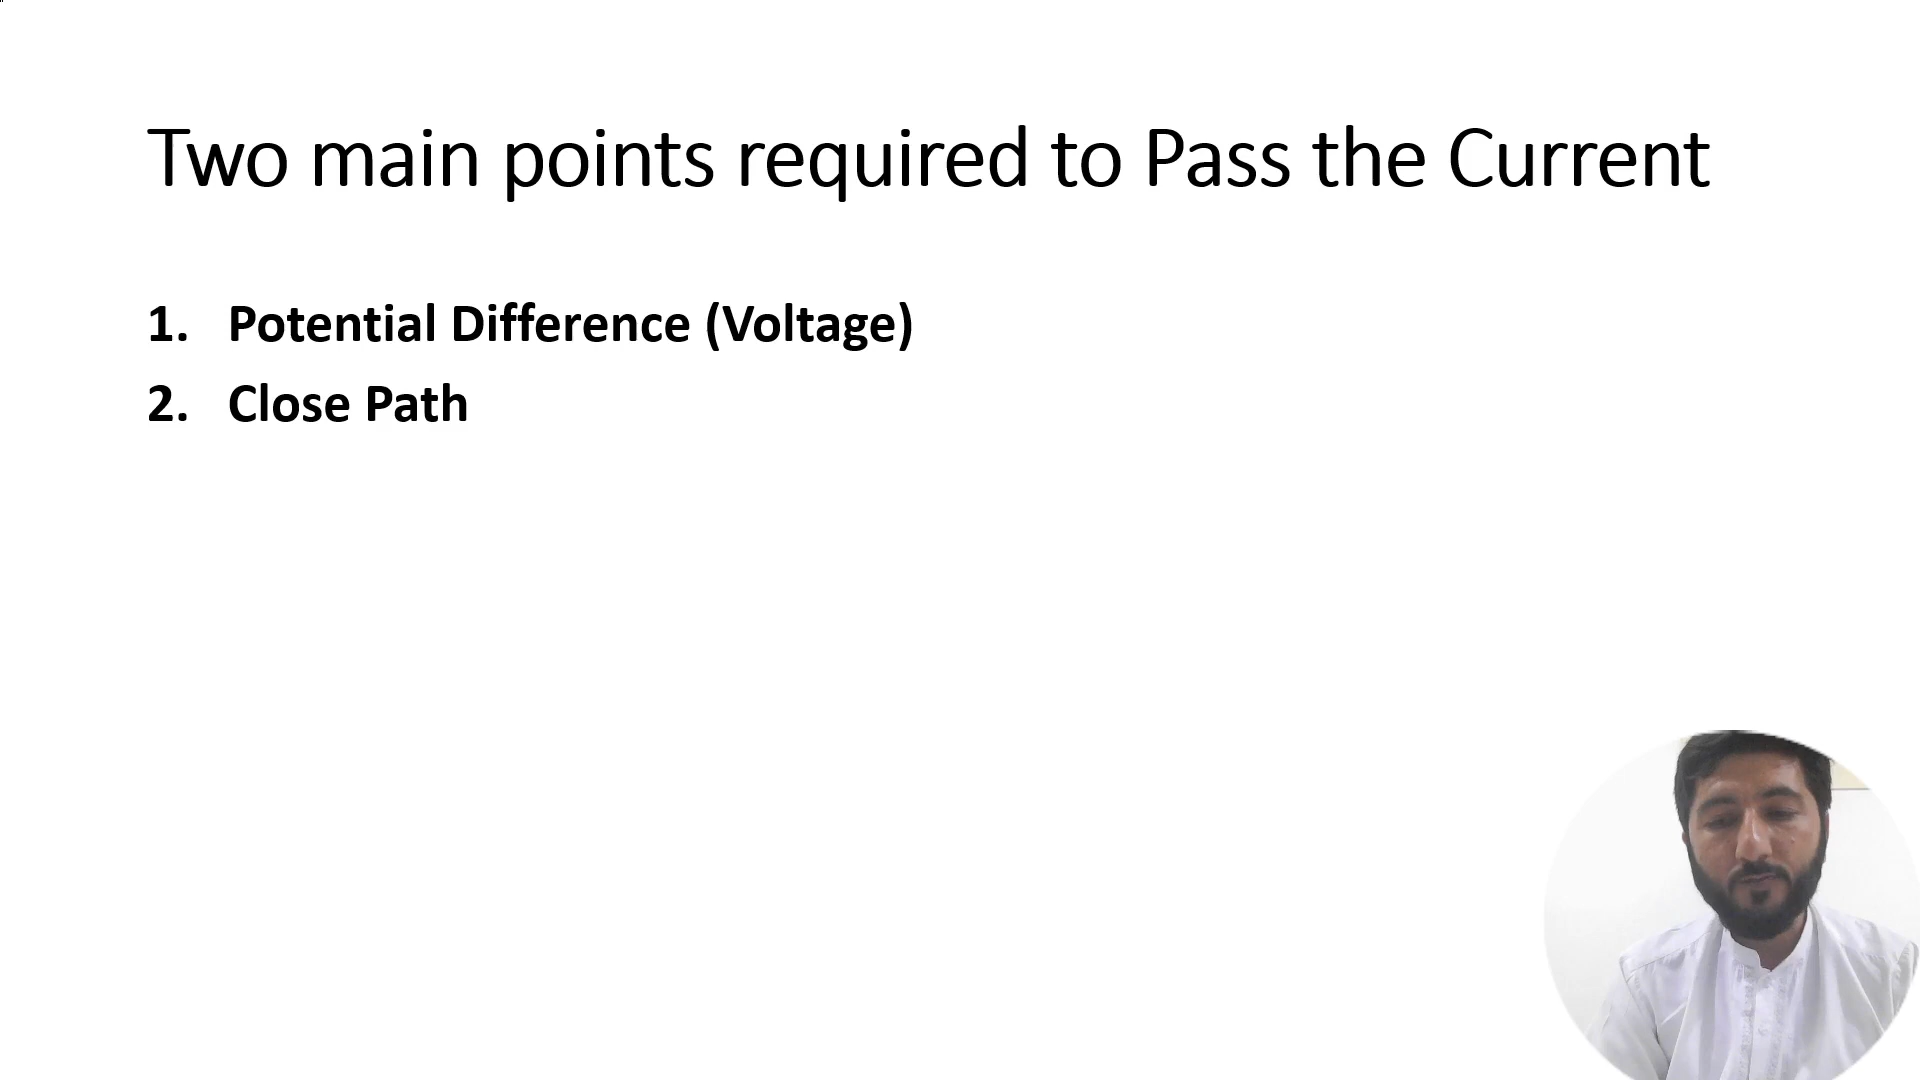 Two main points required to Pass the Current
1. Potential Difference (Voltage)
2. Close Path